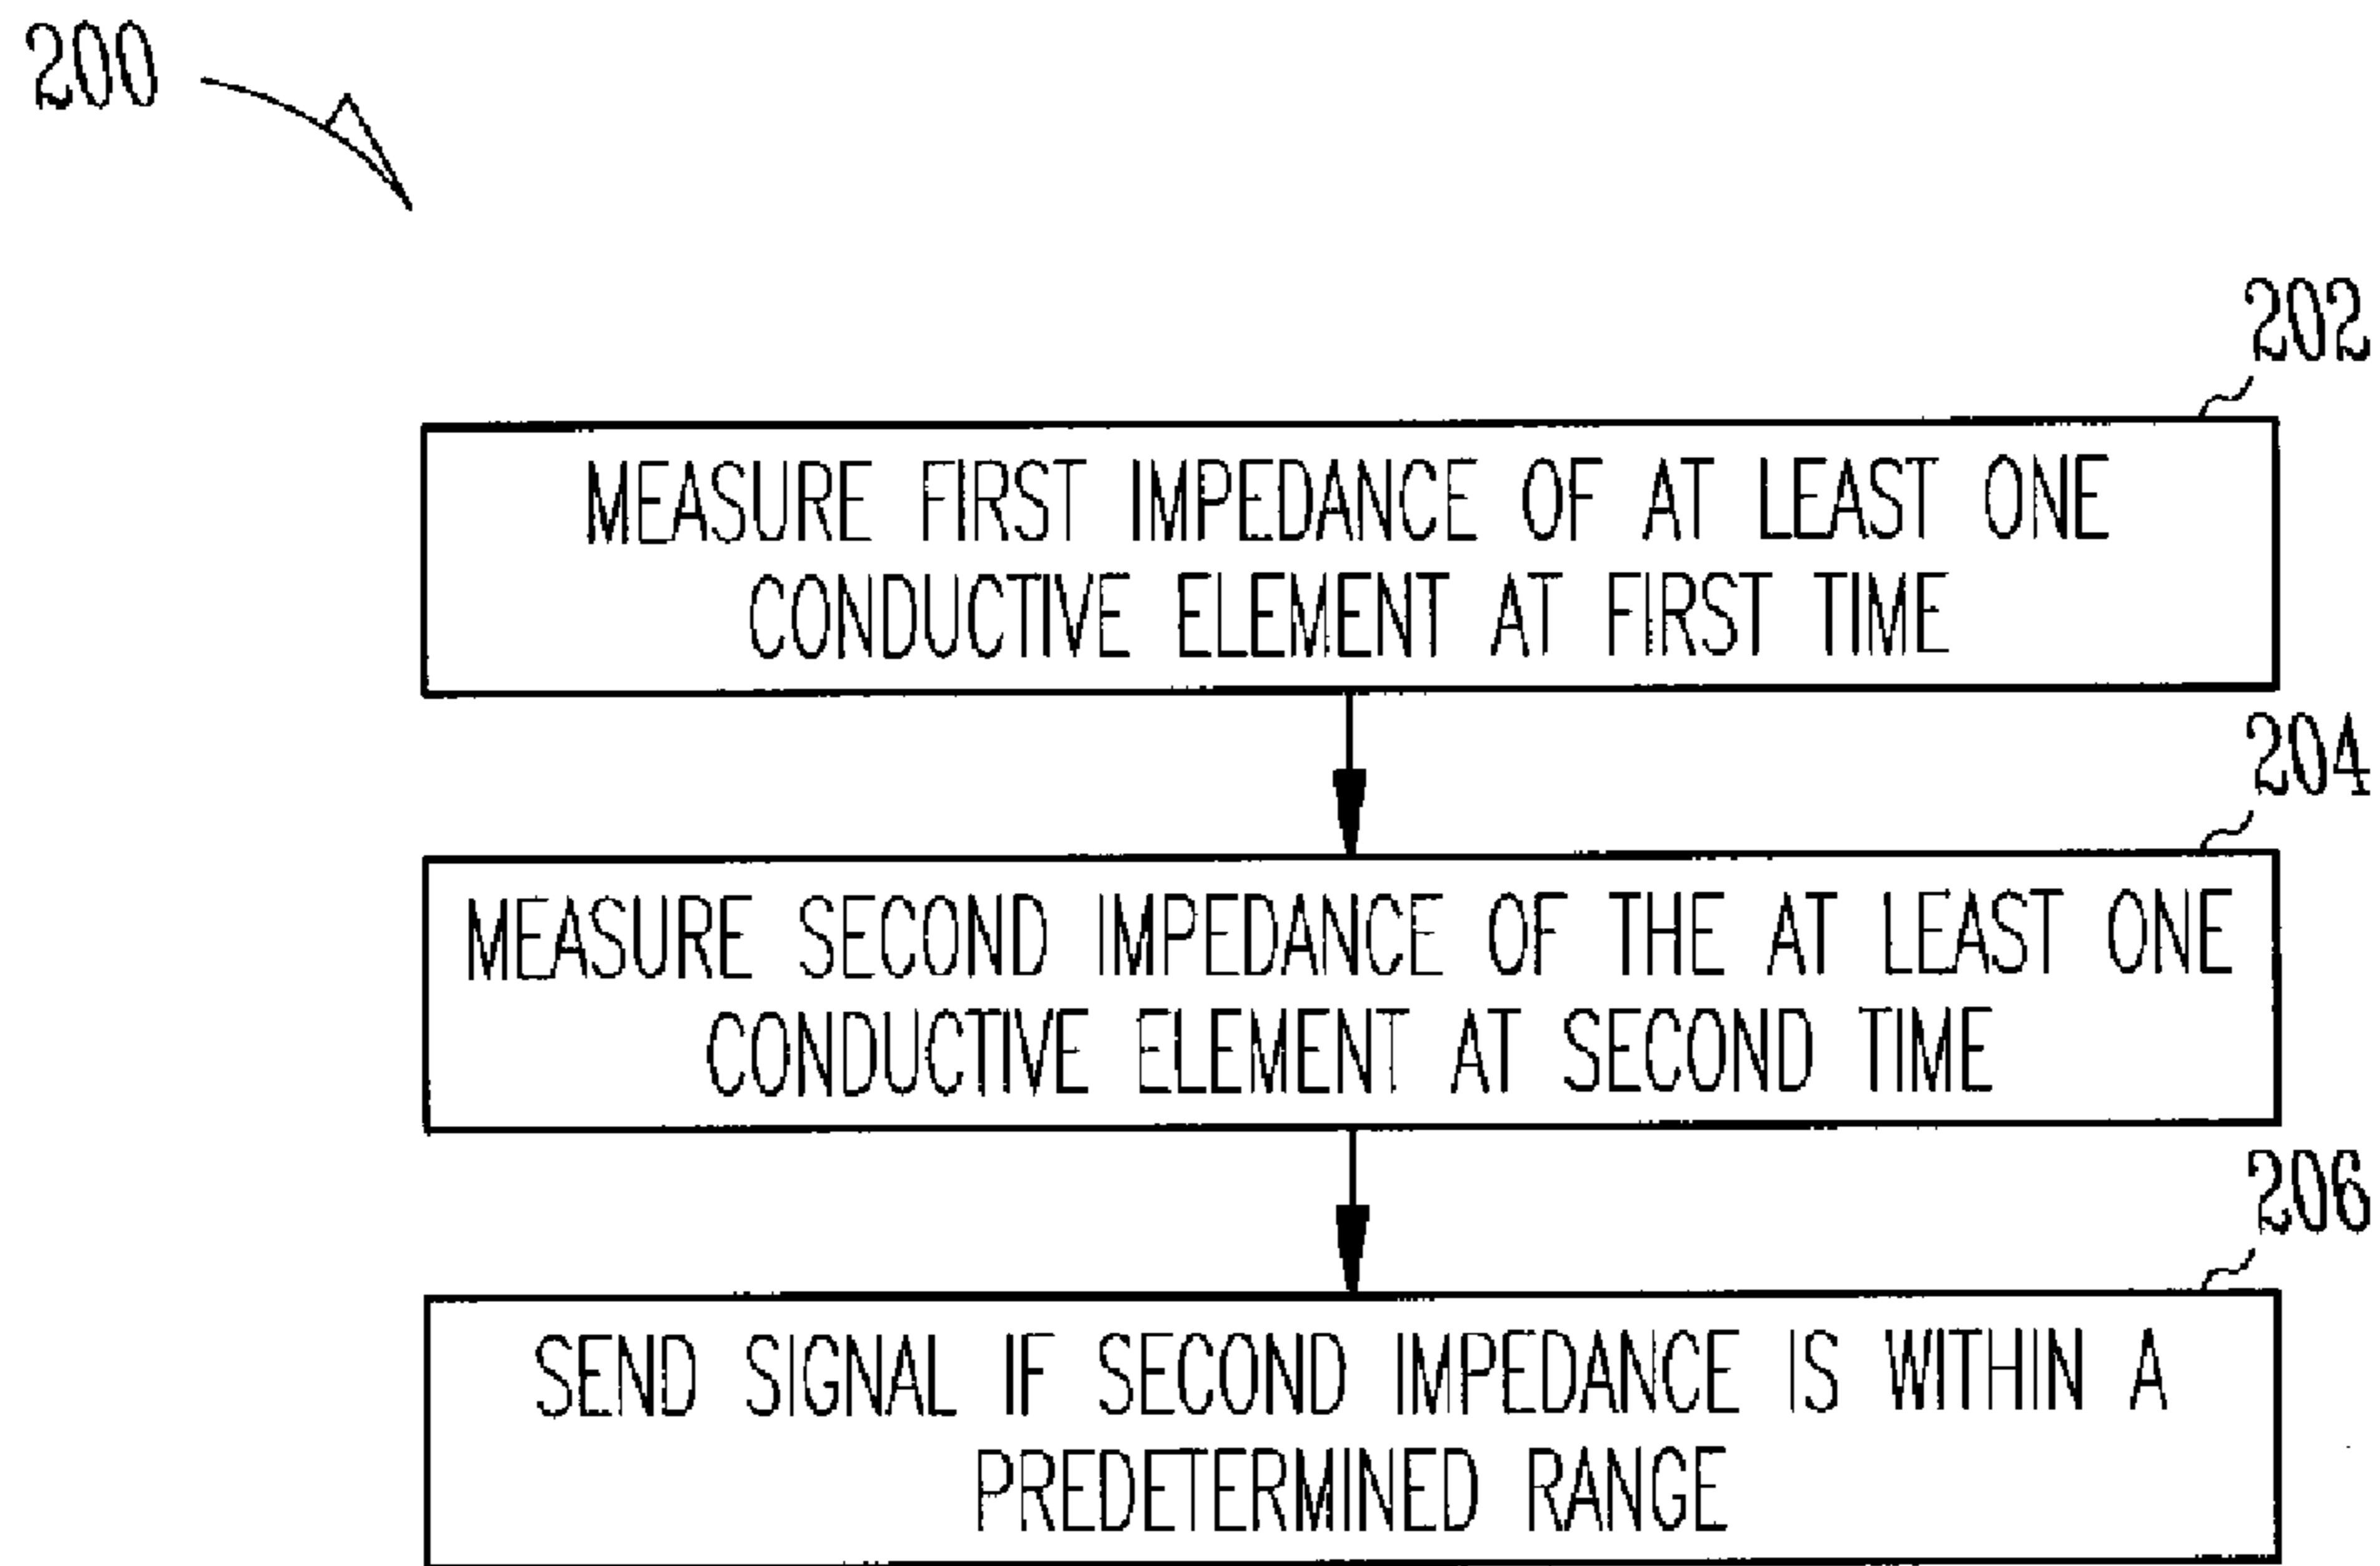 200
202
MEASURE FIRST IMPEDANCE OF AT LEAST ONE
CONDUCTIVE ELEMENT AT FIRST TIME
204
MEASURE SECOND IMPEDANCE OF THE AT LEAST ONE
CONDUCTIVE ELEMENT AT SECOND TIME
206
SEND SIGNAL IF SECOND IMPEDANCE IS WITHIN A
PREDETERMINED RANGE